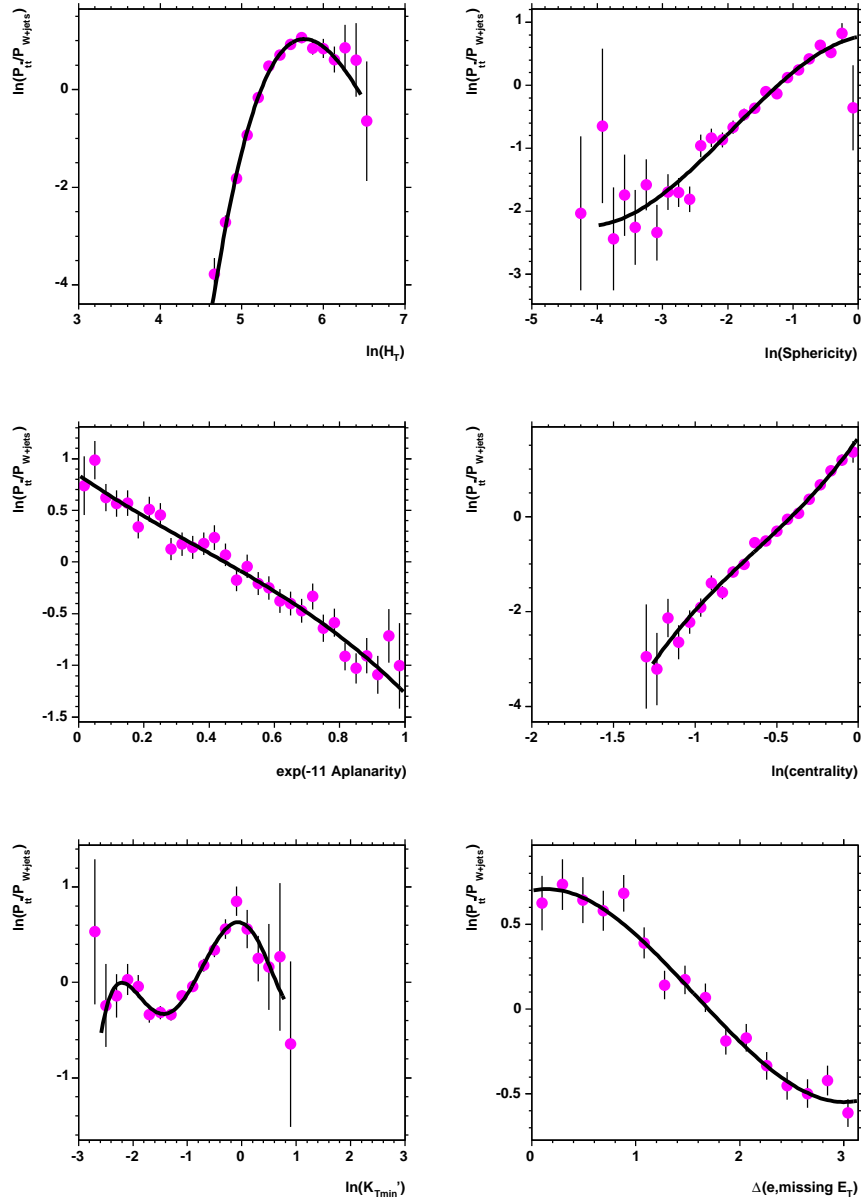 ln(P_tt̄/P_W+jets)
1
0
-2
-4
3 4 5 6 7
ln(H_T)
ln(P_tt̄/P_W+jets)
1
0
-1
-2
-3
-5 -4 -3 -2 -1 0
ln(Sphericity)
ln(P_tt̄/P_W+jets)
1
0.5
0
-0.5
-1
-1.5
0 0.2 0.4 0.6 0.8 1
exp(-11 Aplanarity)
ln(P_tt̄/P_W+jets)
1
0
-2
-4
-2 -1.5 -1 -0.5 0
ln(centrality)
ln(P_tt̄/P_W+jets)
1
0
-1
-3 -2 -1 0 1 2 3
ln(K_Tmin')
ln(P_tt̄/P_W+jets)
1
0.5
0
-0.5
0 1 2 3
Δ(e,missing E_T)